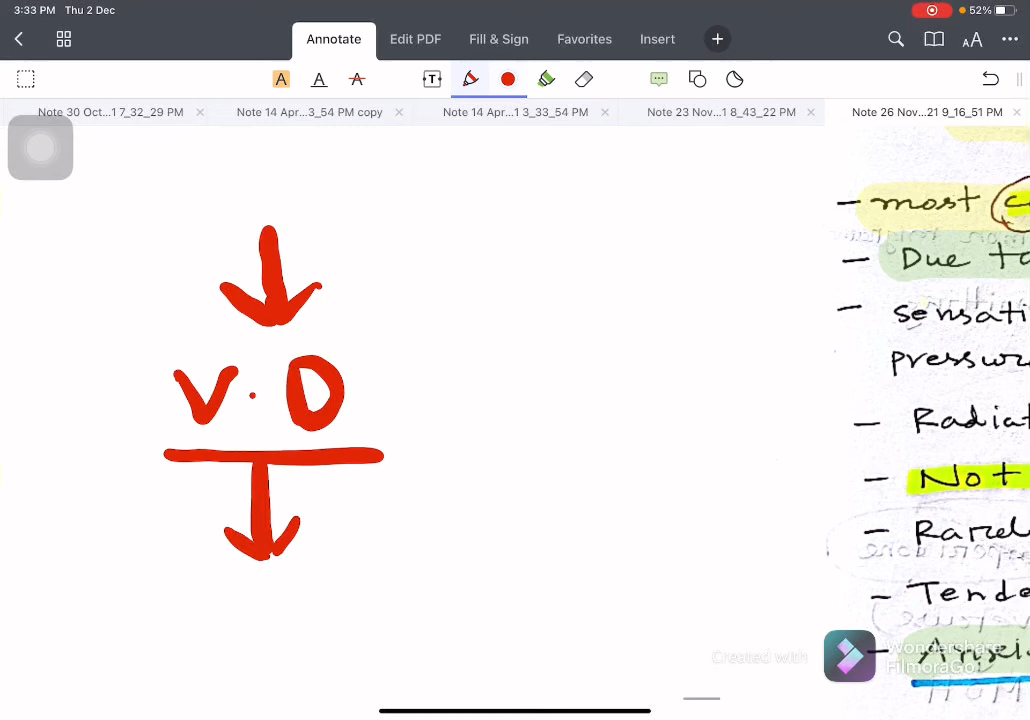 3:33 PM Thu 2 Dec 52%
Annotate Edit PDF Fill & Sign Favorites Insert
Note 30 Oct...1 7_32_29 PM Note 14 Apr...3_54 PM copy Note 14 Apr...1 3_33_54 PM Note 23 Nov...1 8_43_22 PM Note 26 Nov...21 9_16_51 PM
V.D
- most
- Due to
- sensati
pressur
- Radiat
- Not
- Tende
Created with Wondershare FilmoraGo